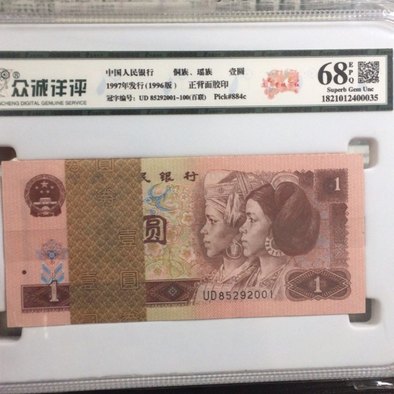 众诚详评
CHENG DIGITAL GENUINE SERVICE
中国人民银行 侗族、瑶族 壹圆
1997年发行(1996版) 正背面胶印
冠字编号: UD 85292001-100(百联) Pick#884c
68 EPQ
Superb Gem Unc
1821012400035
民银行
1
圆
1
UD85292001
1